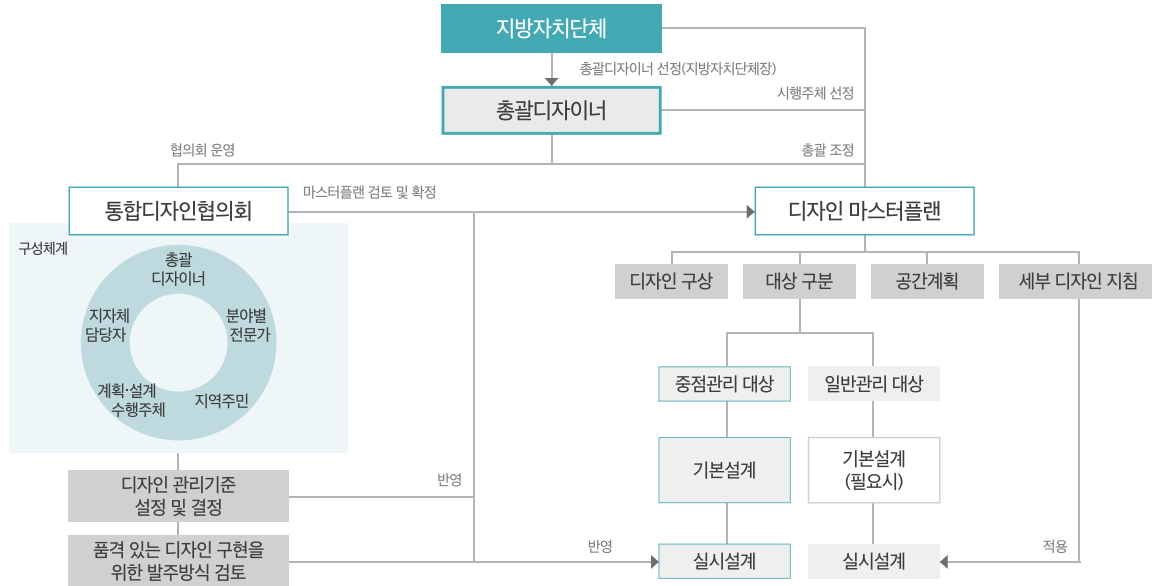 지방자치단체
총괄디자이너 선정(지방자치단체장)
시행주체 선정
총괄디자이너
협의회 운영
총괄 조정
통합디자인협의회
마스터플랜 검토 및 확정
디자인 마스터플랜
구성체계
총괄
디자이너
지자체
담당자
분야별
전문가
계획·설계
수행주체
지역주민
디자인 구상
대상 구분
공간계획
세부 디자인 지침
중점관리 대상
일반관리 대상
기본설계
기본설계
(필요시)
디자인 관리기준
설정 및 결정
반영
품격 있는 디자인 구현을
위한 발주방식 검토
반영
실시설계
실시설계
적용